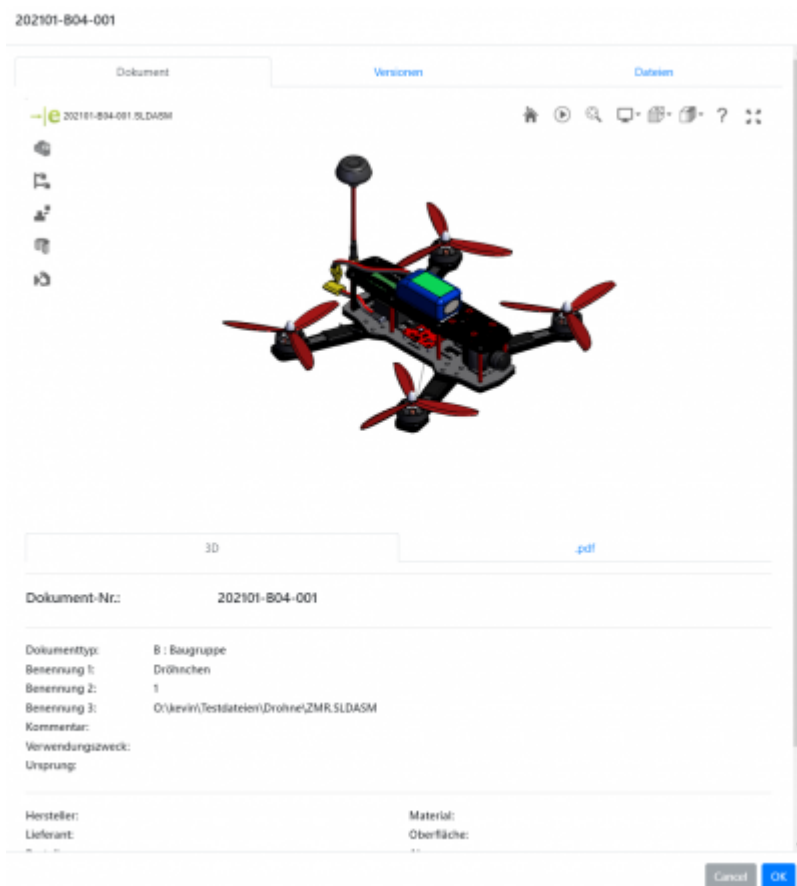 202101-B04-001
Dokument Versionen Dateien
e 202101-B04-001.SLDASM ?
3D .pdf
Dokument-Nr.: 202101-B04-001
Dokumenttyp: B : Baugruppe
Benennung 1: Dröhnchen
Benennung 2: 1
Benennung 3: O:\kevin\Testdateien\Drohne\ZMR.SLDASM
Kommentar:
Verwendungszweck:
Ursprung:
Hersteller: Material:
Lieferant: Oberfläche:
Cancel OK